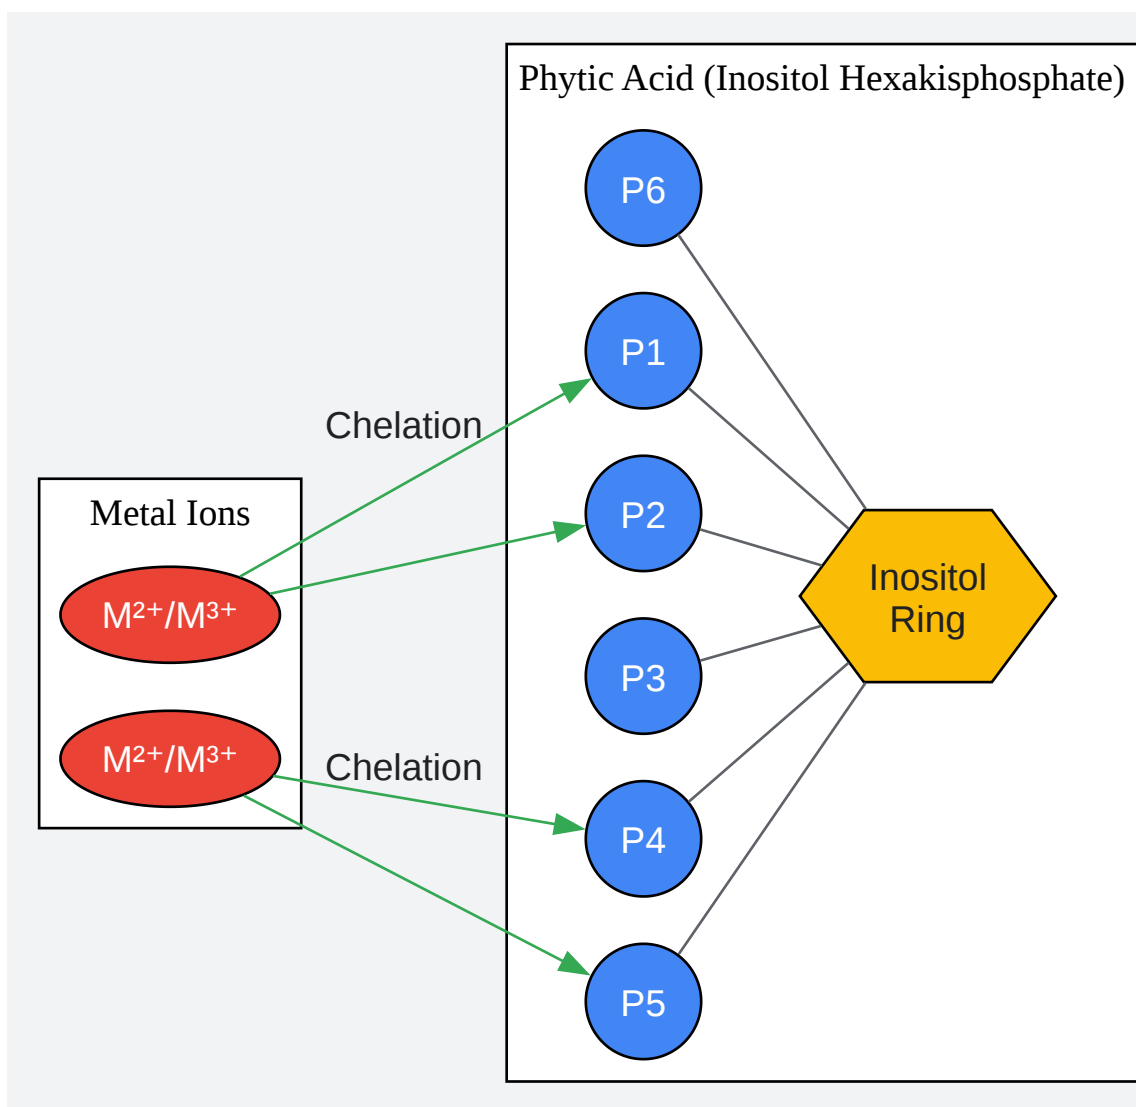 Phytic Acid (Inositol Hexakisphosphate)
P6
P1
Chelation
Metal Ions
P2
Inositol
Ring
M²⁺/M³⁺
P3
M²⁺/M³⁺
Chelation
P4
P5